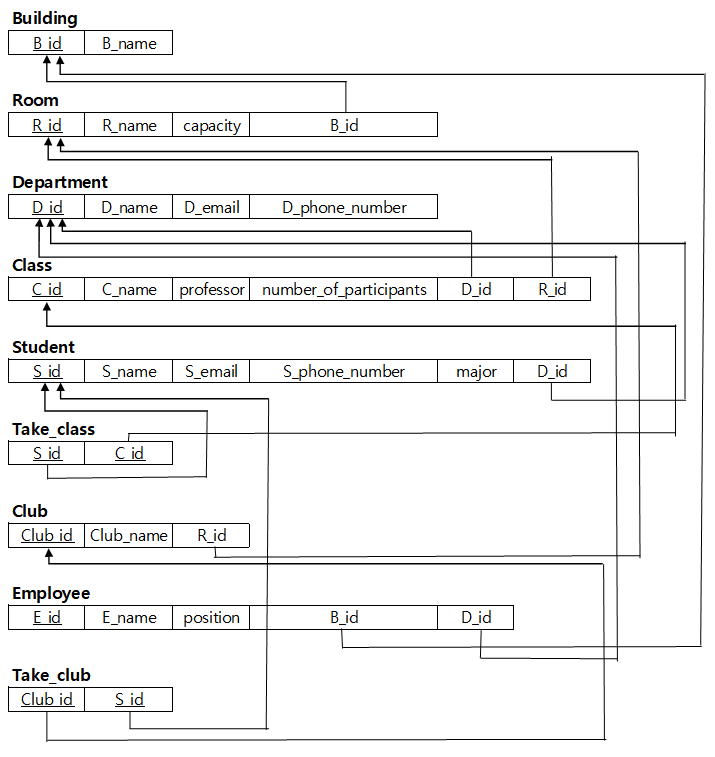 Building
B_id B_name
Room
R_id R_name capacity B_id
Department
D_id D_name D_email D_phone_number
Class
C_id C_name professor number_of_participants D_id R_id
Student
S_id S_name S_email S_phone_number major D_id
Take_class
S_id C_id
Club
Club_id Club_name R_id
Employee
E_id E_name position B_id D_id
Take_club
Club_id S_id